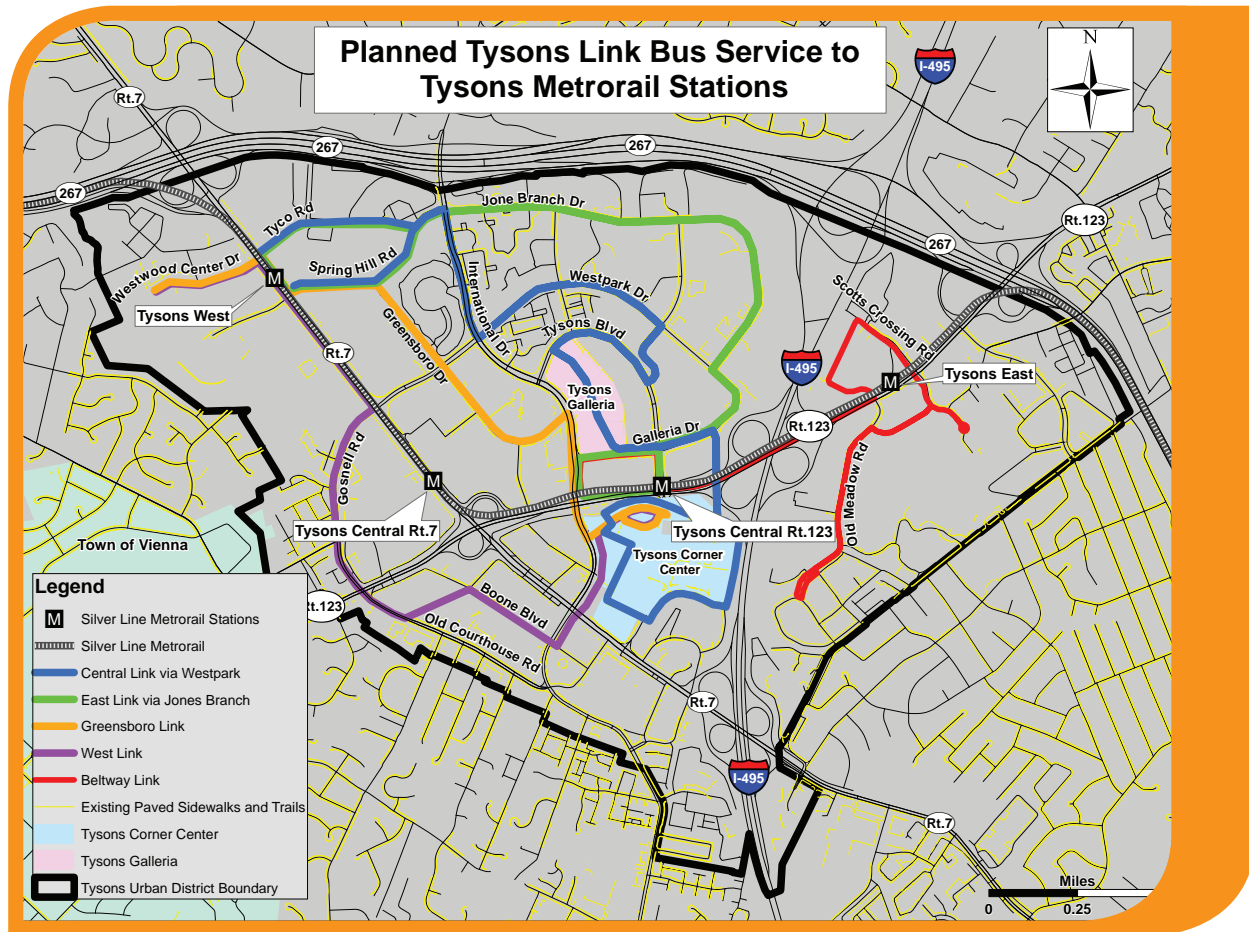 Planned Tysons Link Bus Service to
Tysons Metrorail Stations
N
I-495
Rt.7
267
267
267
267
Rt.123
Jone Branch Dr
Tyco Rd
Westwood Center Dr
Spring Hill Rd
International Dr
Westpark Dr
Tysons Blvd
Scotts Crossing Rd
M
Tysons West
Greensboro Dr
Rt.7
I-495
M
Tysons East
Tysons
Galleria
Rt.123
Galleria Dr
Gosnell Rd
M
M
Old Meadow Rd
Tysons Central Rt.7
Tysons Central Rt.123
Town of Vienna
Tysons Corner
Center
Boone Blvd
Old Courthouse Rd
Rt.123
Rt.7
I-495
Rt.7
Legend
M Silver Line Metrorail Stations
Silver Line Metrorail
Central Link via Westpark
East Link via Jones Branch
Greensboro Link
West Link
Beltway Link
Existing Paved Sidewalks and Trails
Tysons Corner Center
Tysons Galleria
Tysons Urban District Boundary
Miles
0 0.25